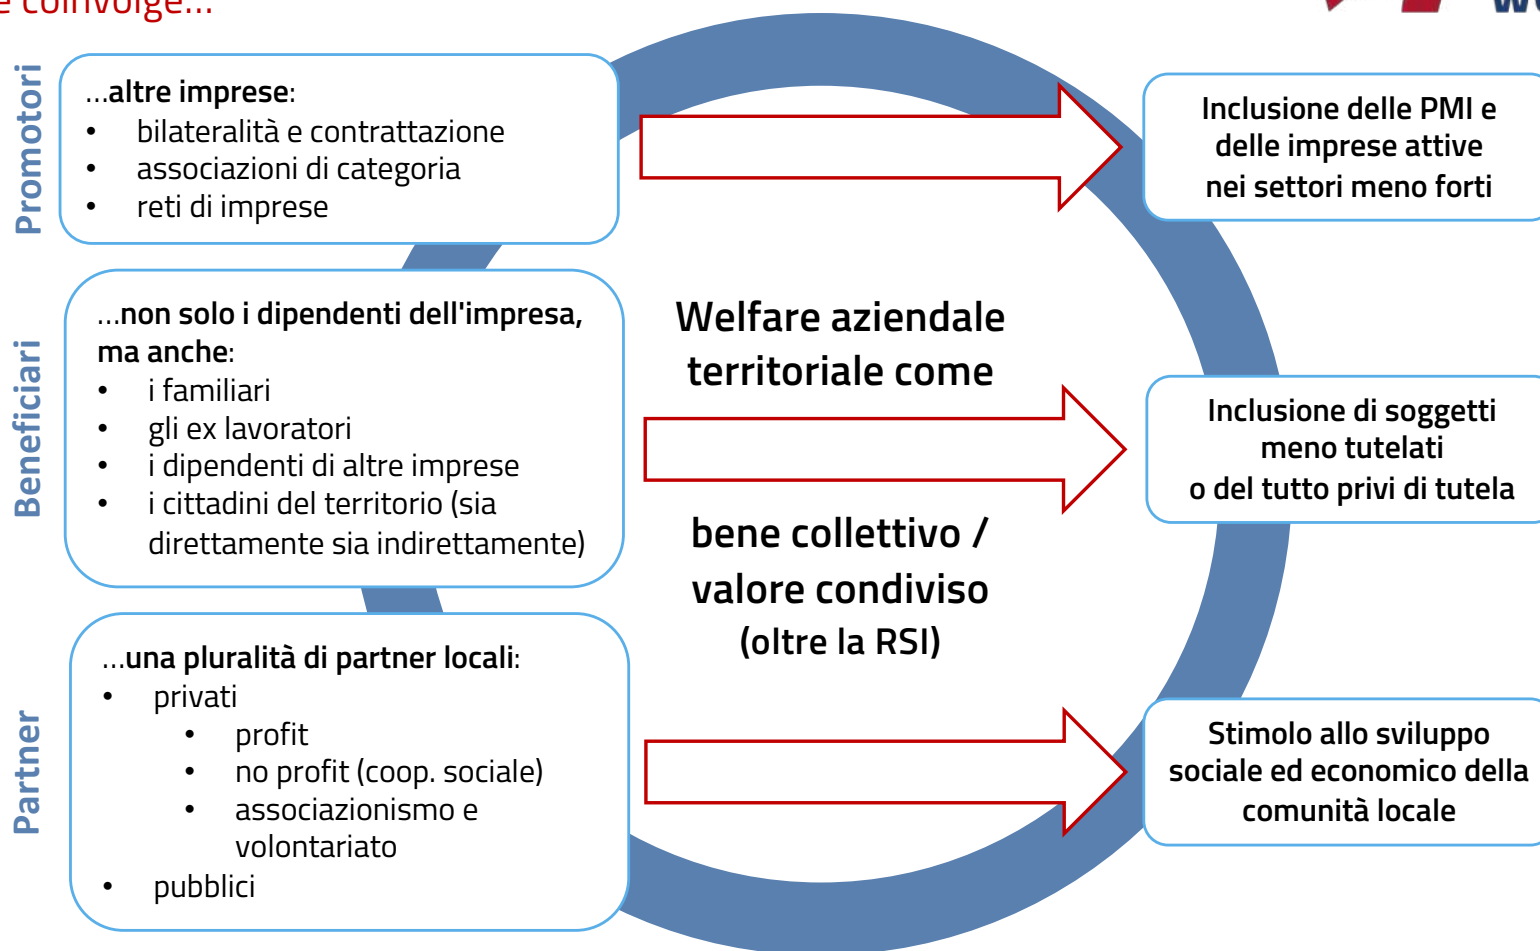 e coinvolge...
Promotori
...altre imprese:
• bilateralità e contrattazione
• associazioni di categoria
• reti di imprese
Inclusione delle PMI e
delle imprese attive
nei settori meno forti
Beneficiari
...non solo i dipendenti dell'impresa,
ma anche:
• i familiari
• gli ex lavoratori
• i dipendenti di altre imprese
• i cittadini del territorio (sia
direttamente sia indirettamente)
Welfare aziendale
territoriale come
bene collettivo /
valore condiviso
(oltre la RSI)
Inclusione di soggetti
meno tutelati
o del tutto privi di tutela
Partner
...una pluralità di partner locali:
• privati
• profit
• no profit (coop. sociale)
• associazionismo e
volontariato
• pubblici
Stimolo allo sviluppo
sociale ed economico della
comunità locale